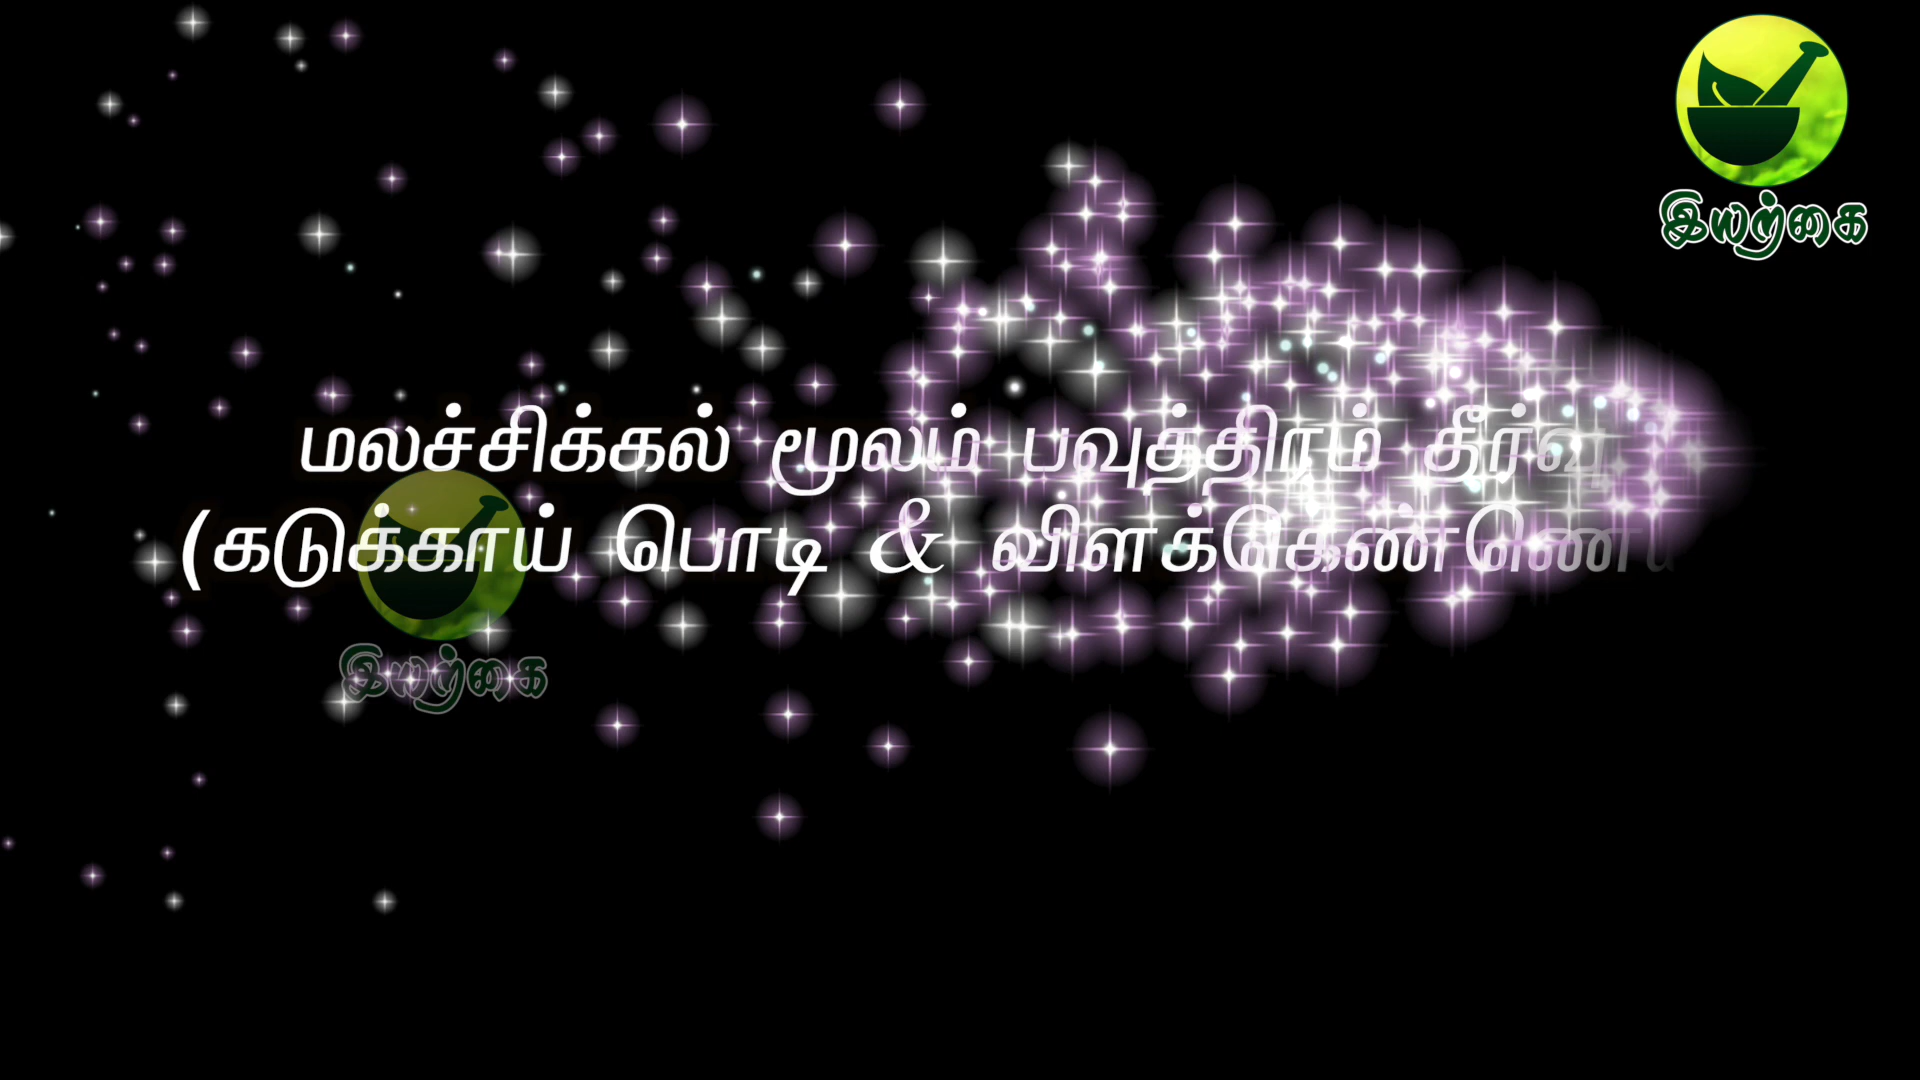 இயற்கை
மலச்சிக்கல் மூலம் பவுத்திரம் தீர்வு
(கடுக்காய் பொடி & விளக்கெண்ணெ
இயற்கை